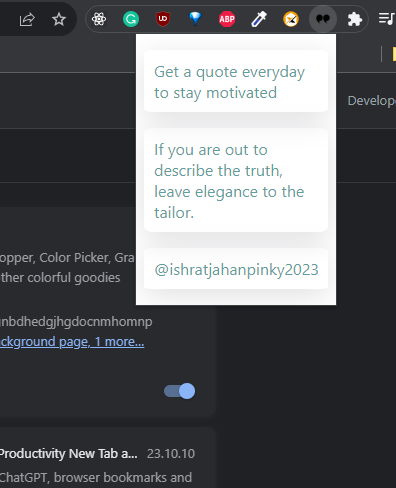 UD
ABP
Get a quote everyday
to stay motivated
Develope
If you are out to
describe the truth,
leave elegance to the
tailor.
opper, Color Picker, Gra
ther colorful goodies
@ishratjahanpinky2023
nbdhedgjhgdocnmhomnp
ckground page, 1 more...
Productivity New Tab a... 23.10.10
ChatGPT, browser bookmarks and